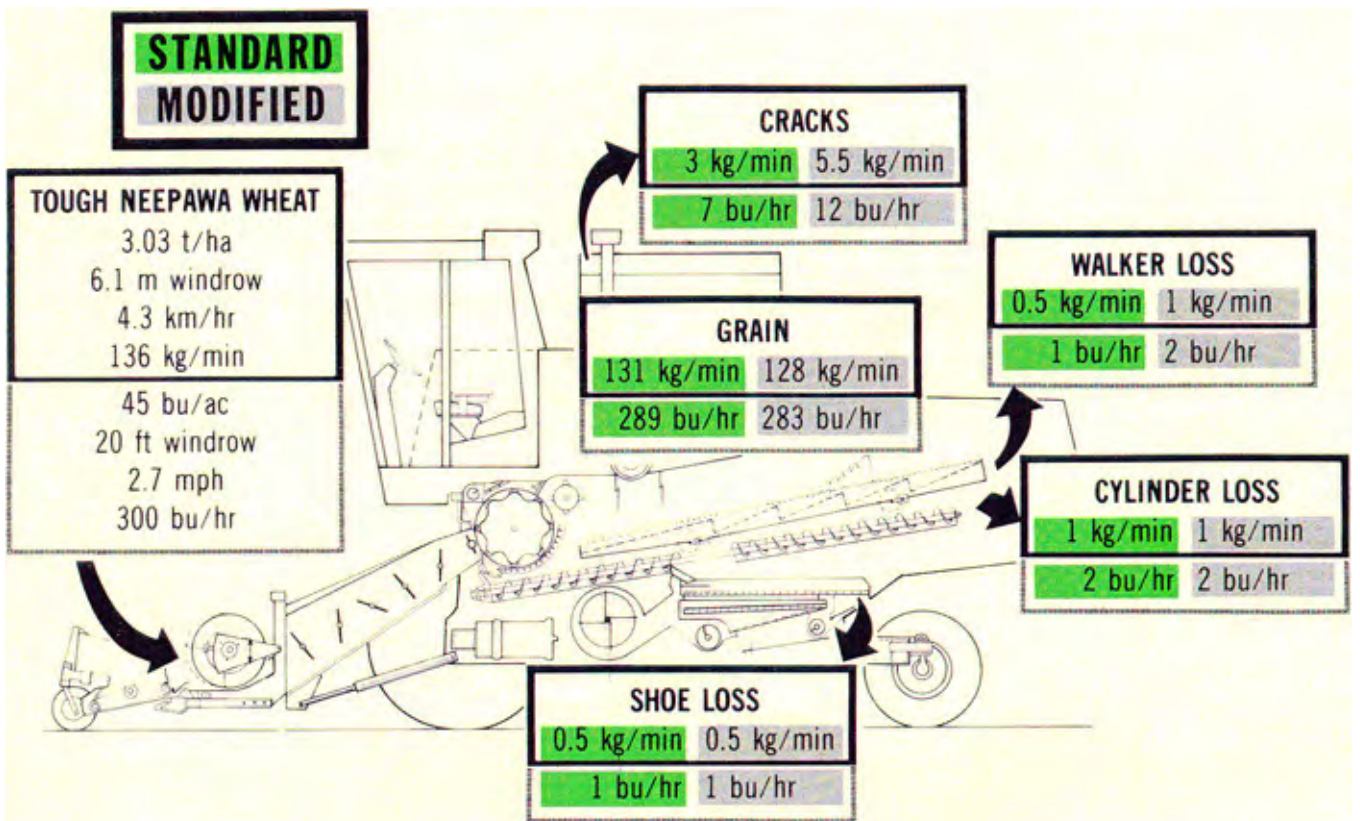 STANDARD
MODIFIED
TOUGH NEEPAWA WHEAT
3.03 t/ha
6.1 m windrow
4.3 km/hr
136 kg/min
45 bu/ac
20 ft windrow
2.7 mph
300 bu/hr
CRACKS
3 kg/min 5.5 kg/min
7 bu/hr 12 bu/hr
GRAIN
131 kg/min 128 kg/min
289 bu/hr 283 bu/hr
WALKER LOSS
0.5 kg/min 1 kg/min
1 bu/hr 2 bu/hr
CYLINDER LOSS
1 kg/min 1 kg/min
2 bu/hr 2 bu/hr
SHOE LOSS
0.5 kg/min 0.5 kg/min
1 bu/hr 1 bu/hr